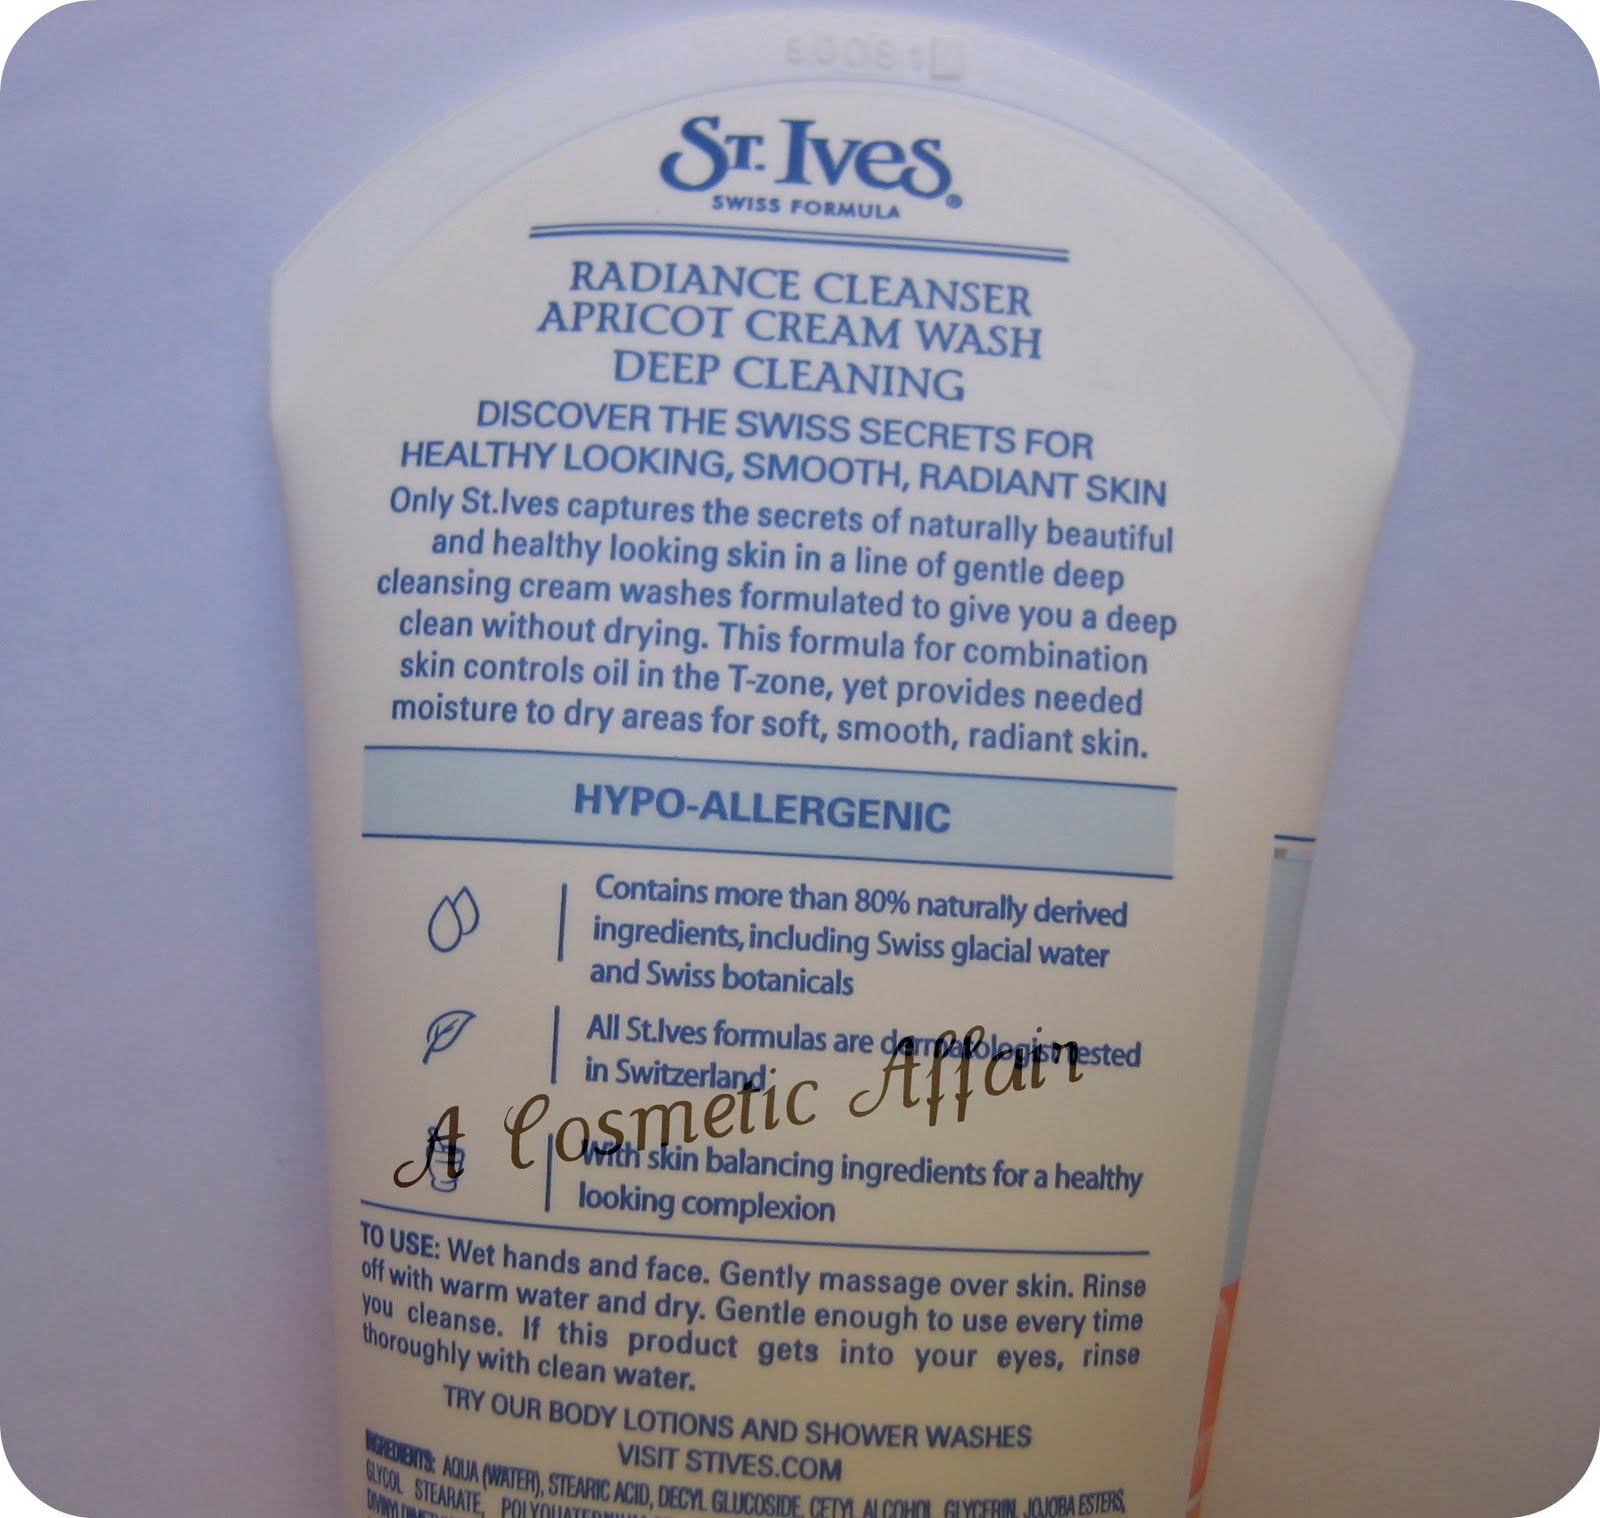 ST. IVES®
SWISS FORMULA
RADIANCE CLEANSER
APRICOT CREAM WASH
DEEP CLEANING
DISCOVER THE SWISS SECRETS FOR
HEALTHY LOOKING, SMOOTH, RADIANT SKIN
Only St.Ives captures the secrets of naturally beautiful
and healthy looking skin in a line of gentle deep
cleansing cream washes formulated to give you a deep
clean without drying. This formula for combination
skin controls oil in the T-zone, yet provides needed
moisture to dry areas for soft, smooth, radiant skin.
HYPO-ALLERGENIC
Contains more than 80% naturally derived
ingredients, including Swiss glacial water
and Swiss botanicals
All St.Ives formulas are dermatologist tested
in Switzerland
A Cosmetic Affair
With skin balancing ingredients for a healthy
looking complexion
TO USE: Wet hands and face. Gently massage over skin. Rinse
off with warm water and dry. Gentle enough to use every time
you cleanse. If this product gets into your eyes, rinse
thoroughly with clean water.
TRY OUR BODY LOTIONS AND SHOWER WASHES
VISIT STIVES.COM
INGREDIENTS: AQUA (WATER), STEARIC ACID, DECYL GLUCOSIDE, CETYL ALCOHOL, GLYCERIN, JOJOBA ESTERS,
GLYCOL STEARATE,